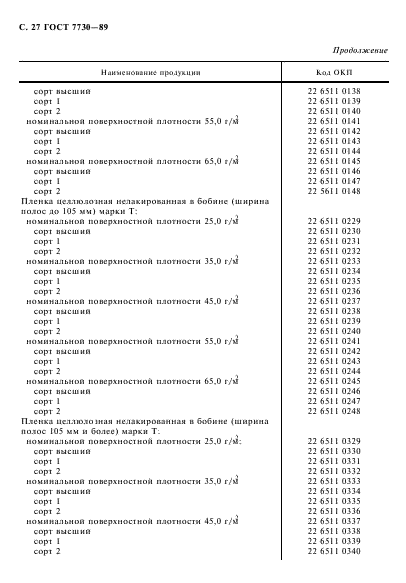 С. 27 ГОСТ 7730—89
Продолжение
Наименование продукции Код ОКП
сорт высший 22 6511 0138
сорт 1 22 6511 0139
сорт 2 22 6511 0140
номинальной поверхностной плотности 55,0 г/м² 22 6511 0141
сорт высший 22 6511 0142
сорт 1 22 6511 0143
сорт 2 22 6511 0144
номинальной поверхностной плотности 65,0 г/м² 22 6511 0145
сорт высший 22 6511 0146
сорт 1 22 6511 0147
сорт 2 22 5611 0148
Пленка целлюлозная нелакированная в бобине (ширина
полос до 105 мм) марки Т:
номинальной поверхностной плотности 25,0 г/м² 22 6511 0229
сорт высший 22 6511 0230
сорт 1 22 6511 0231
сорт 2 22 6511 0232
номинальной поверхностной плотности 35,0 г/м² 22 6511 0233
сорт высший 22 6511 0234
сорт 1 22 6511 0235
сорт 2 22 6511 0236
номинальной поверхностной плотности 45,0 г/м² 22 6511 0237
сорт высший 22 6511 0238
сорт 1 22 6511 0239
сорт 2 22 6511 0240
номинальной поверхностной плотности 55,0 г/м² 22 6511 0241
сорт высший 22 6511 0242
сорт 1 22 6511 0243
сорт 2 22 6511 0244
номинальной поверхностной плотности 65,0 г/м² 22 6511 0245
сорт высший 22 6511 0246
сорт 1 22 6511 0247
сорт 2 22 6511 0248
Пленка целлюлозная нелакированная в бобине (ширина
полос 105 мм и более) марки Т:
номинальной поверхностной плотности 25,0 г/м²: 22 6511 0329
сорт высший 22 6511 0330
сорт 1 22 6511 0331
сорт 2 22 6511 0332
номинальной поверхностной плотности 35,0 г/м² 22 6511 0333
сорт высший 22 6511 0334
сорт 1 22 6511 0335
сорт 2 22 6511 0336
номинальной поверхностной плотности 45,0 г/м² 22 6511 0337
сорт высший 22 6511 0338
сорт 1 22 6511 0339
сорт 2 22 6511 0340